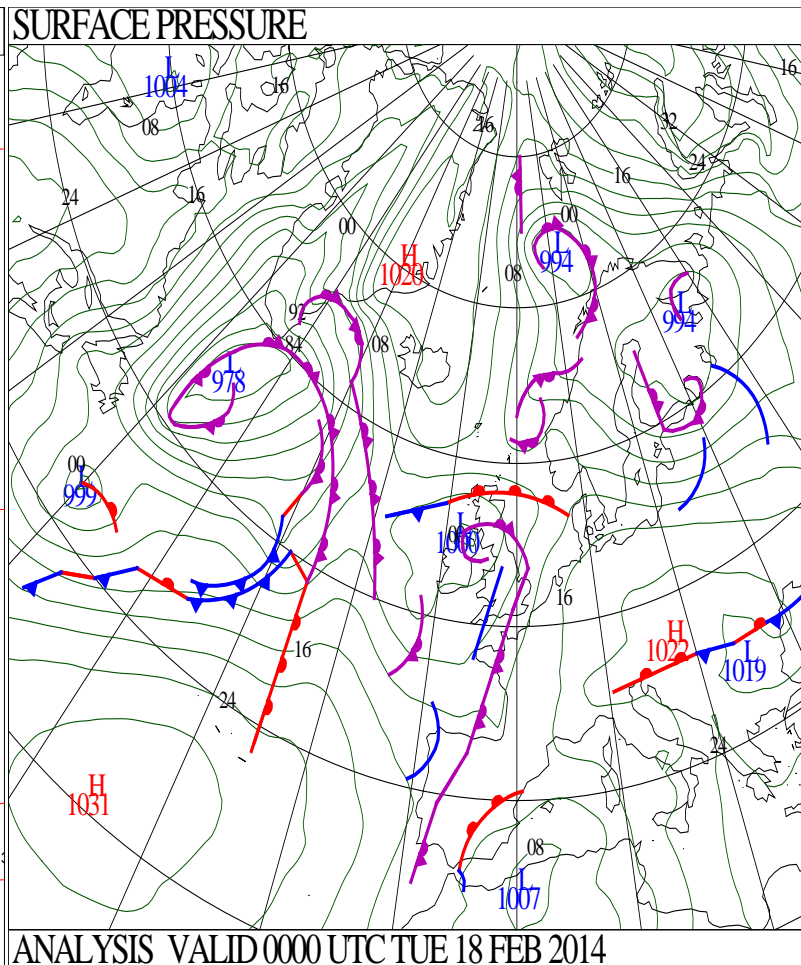 SURFACE PRESSURE
L
1004
16
16
08
26
32
24
16
24
16
00
00
H
1020
L
994
08
L
994
92
84
08
L
978
00
L
999
L
1000
16
16
H
1022
L
1019
24
24
H
1031
08
L
1007
ANALYSIS VALID 0000 UTC TUE 18 FEB 2014